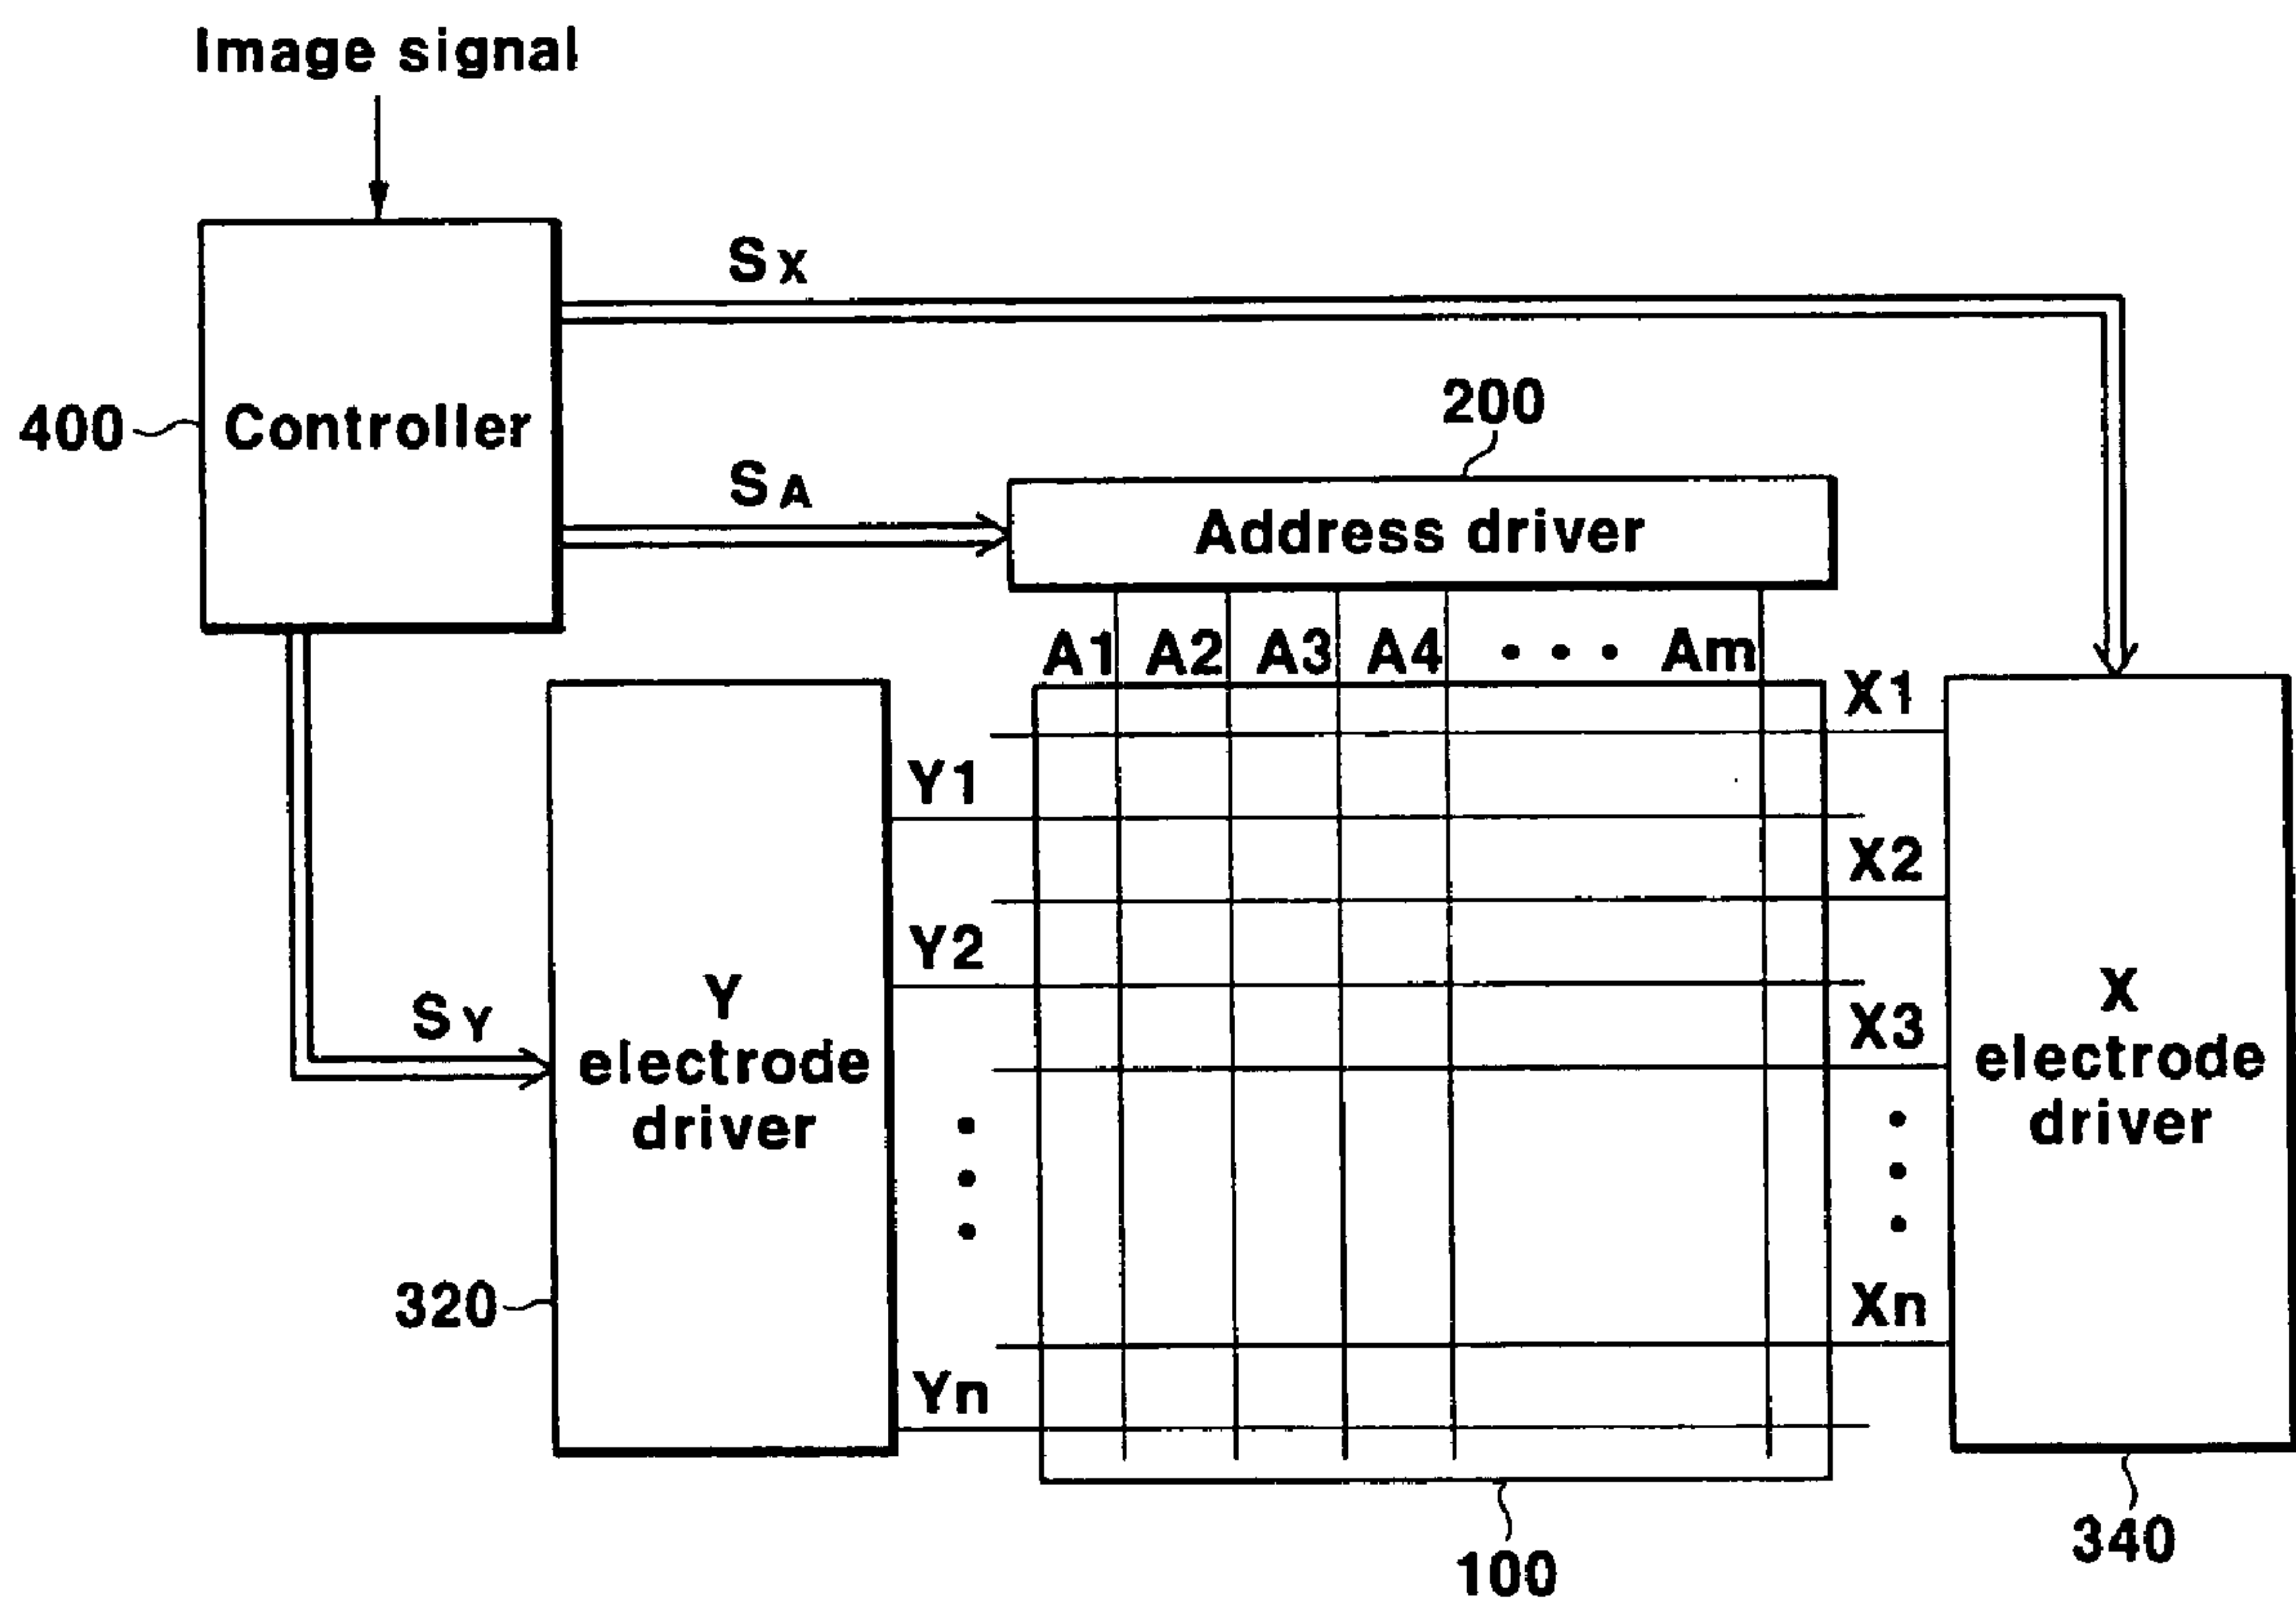 Image signal
SX
400
Controller
200
SA
Address driver
A1 A2 A3 A4 • • • Am
X1
Y1
X2
Y2
X3
SY
Y
electrode
driver
X
electrode
driver
320
Xn
Yn
100
340